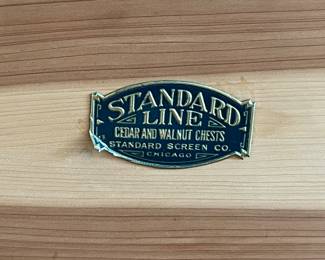 STANDARD
LINE
CEDAR AND WALNUT CHESTS
STANDARD SCREEN CO.
CHICAGO